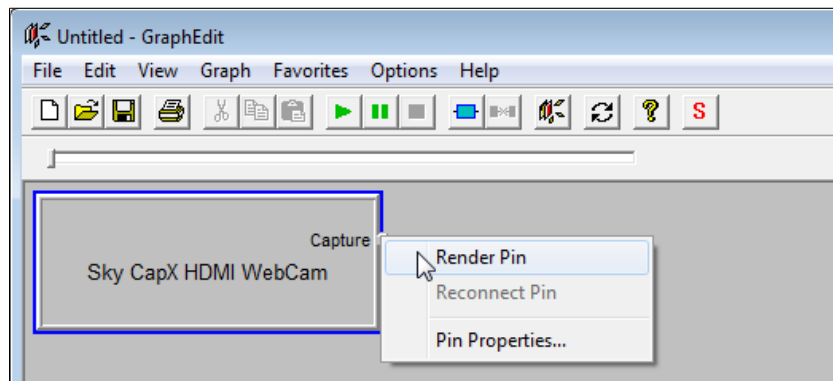 Untitled - GraphEdit
File Edit View Graph Favorites Options Help
S
Capture
Sky CapX HDMI WebCam
Render Pin
Reconnect Pin
Pin Properties...